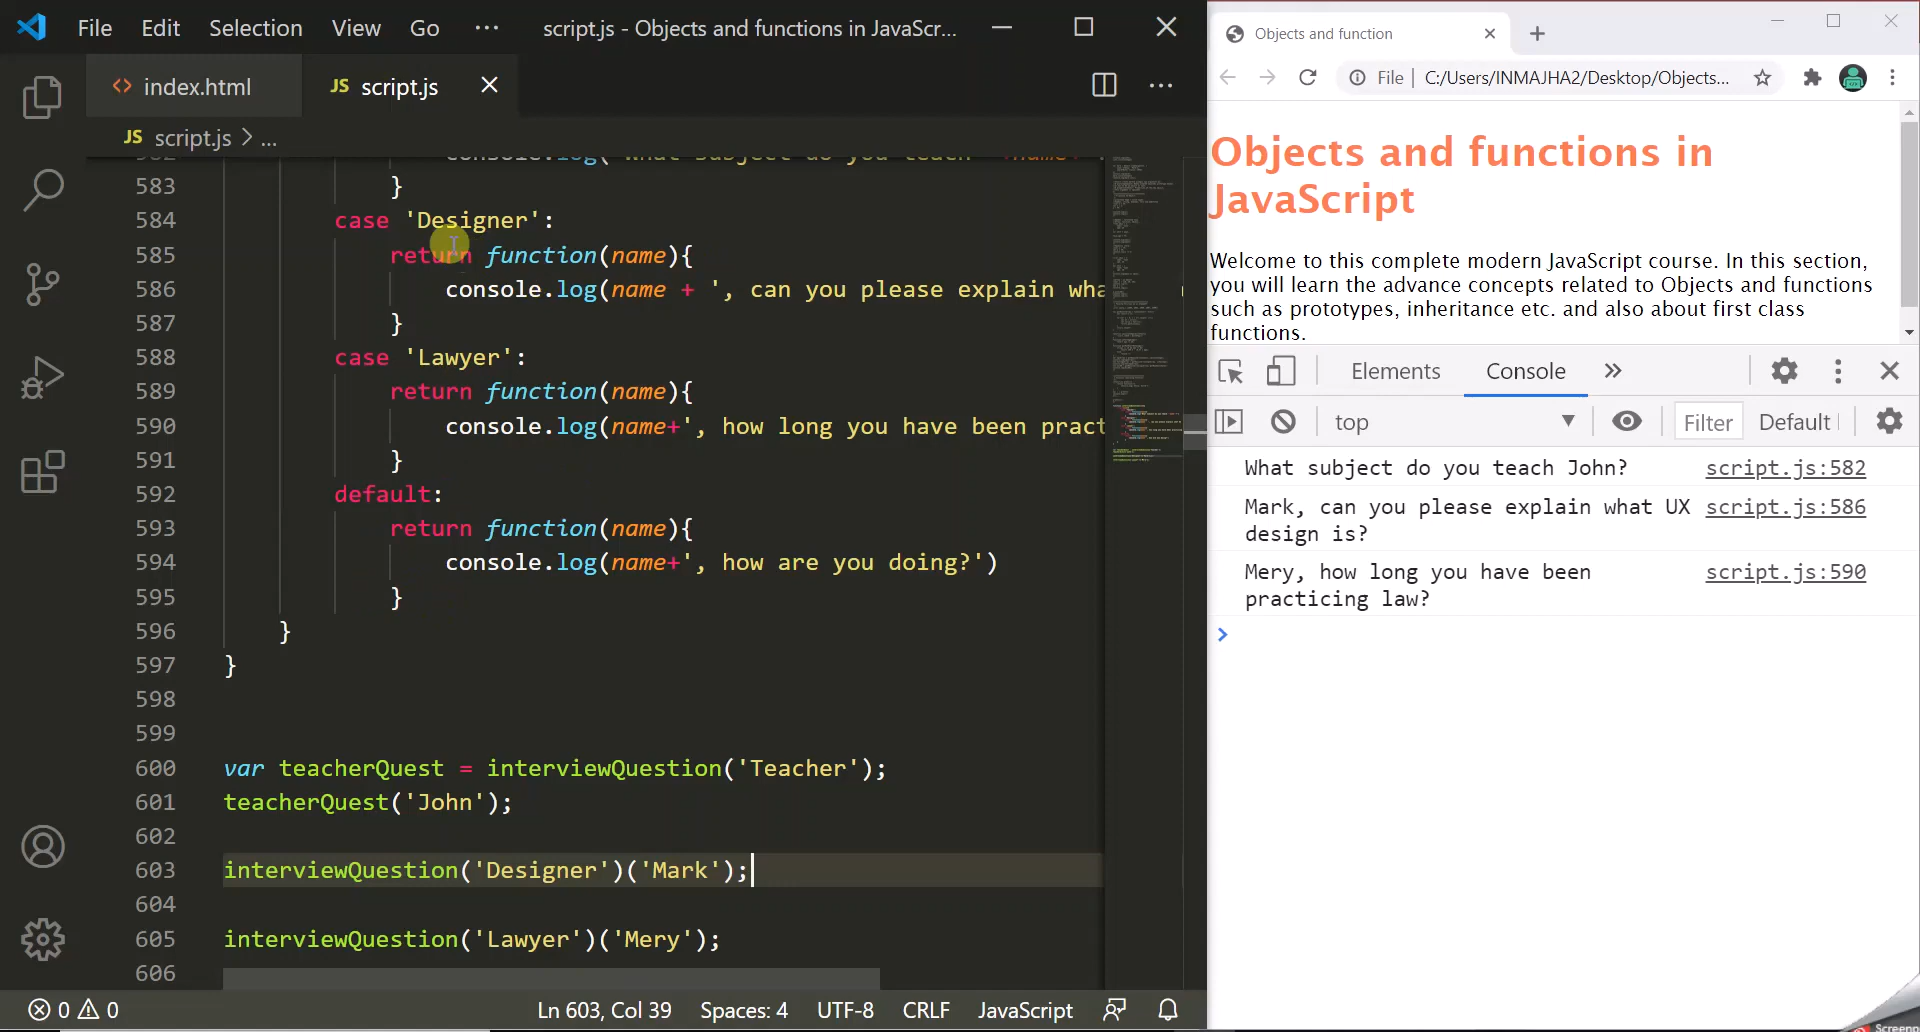 File Edit Selection View Go ··· script.js - Objects and functions in JavaScr...
index.html JS script.js
JS script.js > ...
583 }
584 case 'Designer':
585 return function(name){
586 console.log(name + ', can you please explain wha
587 }
588 case 'Lawyer':
589 return function(name){
590 console.log(name+', how long you have been pract
591 }
592 default:
593 return function(name){
594 console.log(name+', how are you doing?')
595 }
596 }
597 }
598
599
600 var teacherQuest = interviewQuestion('Teacher');
601 teacherQuest('John');
602
603 interviewQuestion('Designer')('Mark');
604
605 interviewQuestion('Lawyer')('Mery');
606
0 0 Ln 603, Col 39 Spaces: 4 UTF-8 CRLF JavaScript
Objects and function
File | C:/Users/INMAJHA2/Desktop/Objects...
Objects and functions in
JavaScript
Welcome to this complete modern JavaScript course. In this section,
you will learn the advance concepts related to Objects and functions
such as prototypes, inheritance etc. and also about first class
functions.
Elements Console »
top Filter Default
What subject do you teach John? script.js:582
Mark, can you please explain what UX script.js:586
design is?
Mery, how long you have been script.js:590
practicing law?
>